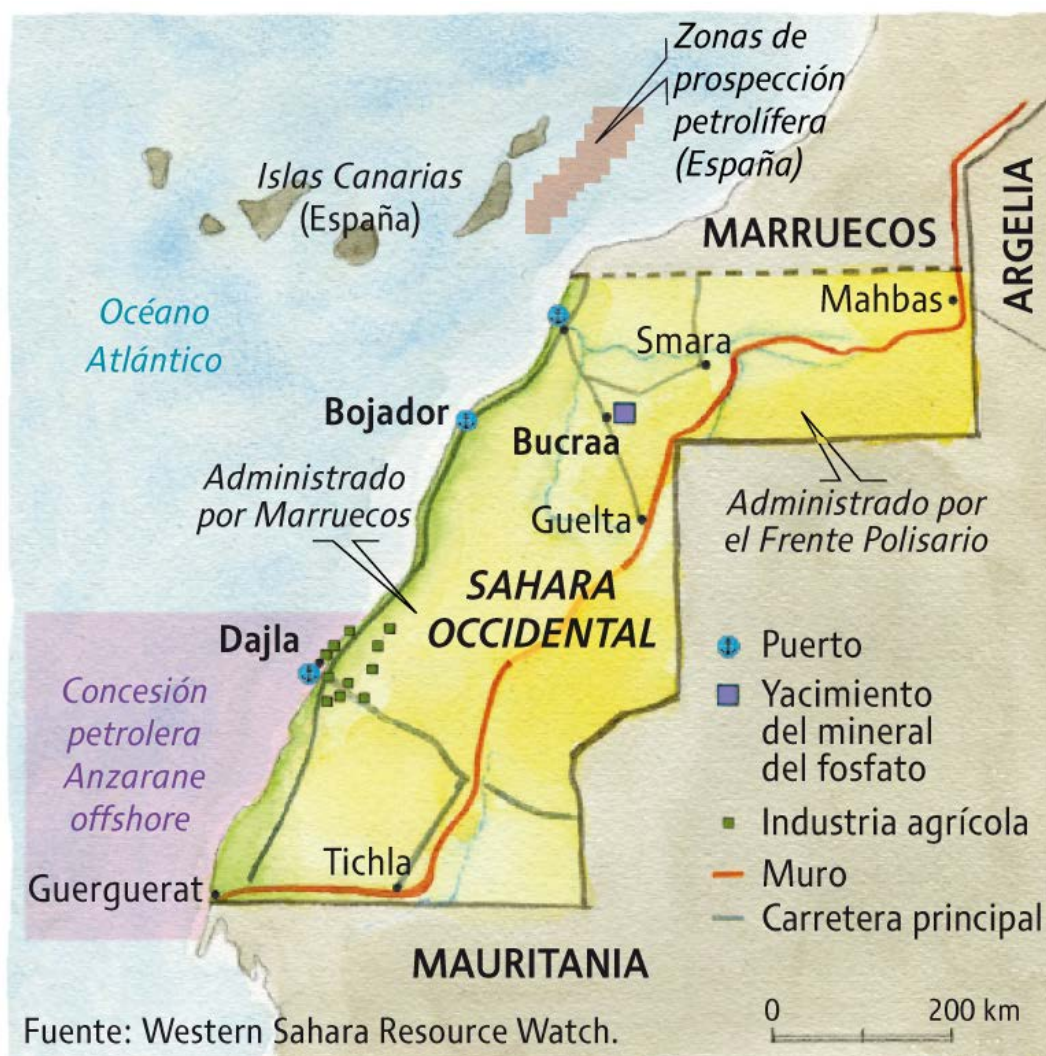 Zonas de
prospección
petrolífera
(España)
Islas Canarias
(España)
MARRUECOS
ARGELIA
Océano
Atlántico
Mahbas
Smara
Bojador
Bucraa
Administrado
por Marruecos
Guelta
Administrado por
el Frente Polisario
SAHARA
OCCIDENTAL
Dajla
Concesión
petrolera
Anzarane
offshore
Puerto
Yacimiento
del mineral
del fosfato
Industria agrícola
Muro
Carretera principal
Tichla
Guerguerat
MAURITANIA
0 200 km
Fuente: Western Sahara Resource Watch.